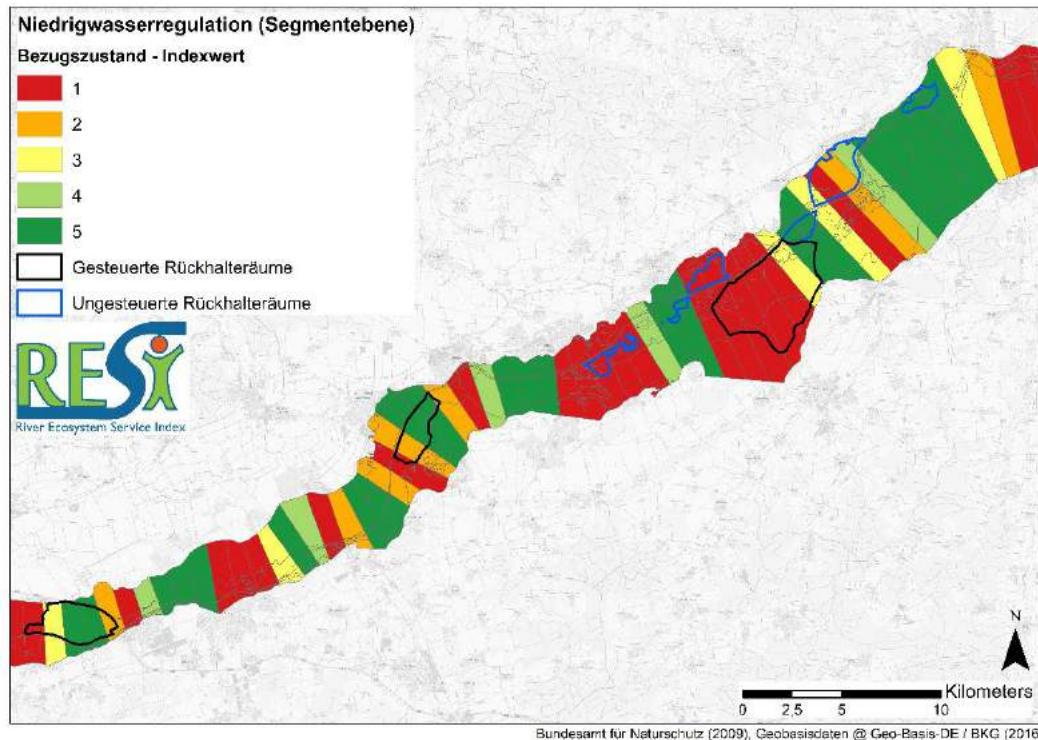 Niedrigwasserregulation (Segmentebene)
Bezugszustand - Indexwert
1
2
3
4
5
Gesteuerte Rückhalteräume
Ungesteuerte Rückhalteräume
RESI
River Ecosystem Service Index
N
Kilometers
0 2,5 5 10
Bundesamt für Naturschutz (2009), Geobasisdaten @ Geo-Basis-DE / BKG (2016